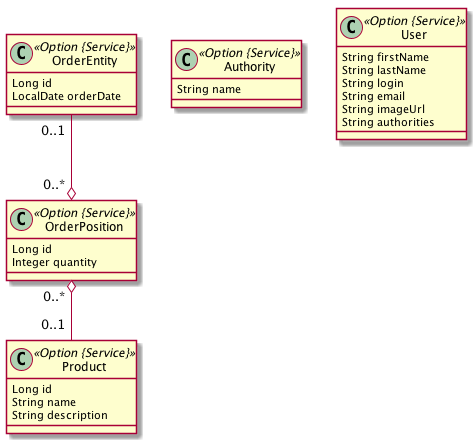 C «Option {Service}»
OrderEntity
Long id
LocalDate orderDate
0..1
0..*
C «Option {Service}»
OrderPosition
Long id
Integer quantity
0..*
0..1
C «Option {Service}»
Product
Long id
String name
String description
C «Option {Service}»
Authority
String name
C «Option {Service}»
User
String firstName
String lastName
String login
String email
String imageUrl
String authorities